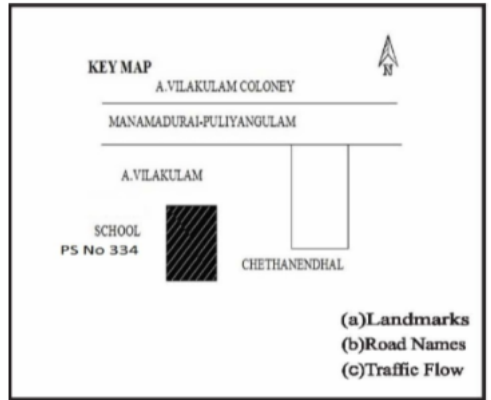 N
KEY MAP
A.VILAKULAM COLONEY
MANAMADURAI-PULIYANGULAM
A.VILAKULAM
SCHOOL
PS No 334
CHETHANENDHAL
(a)Landmarks
(b)Road Names
(c)Traffic Flow